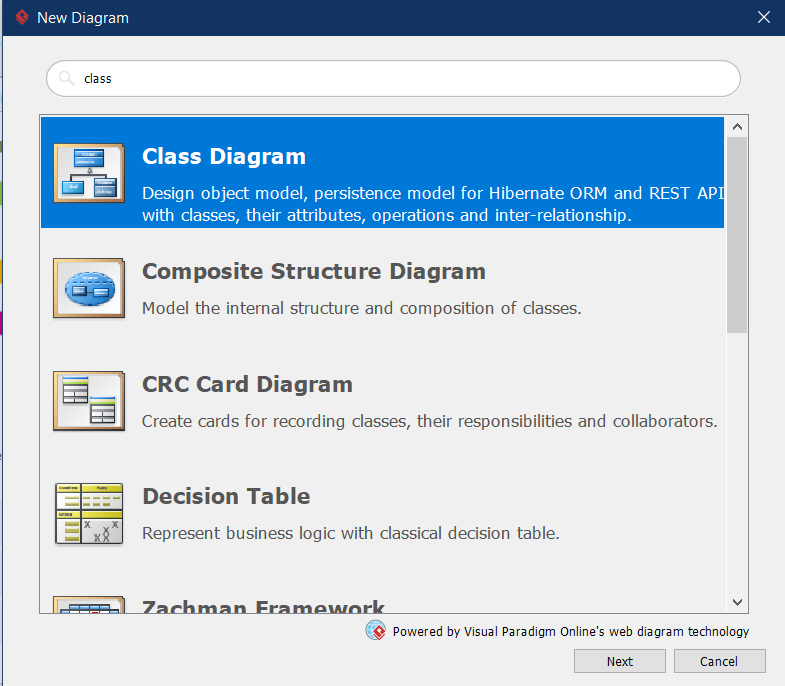 New Diagram
class
Class Diagram
Design object model, persistence model for Hibernate ORM and REST API
with classes, their attributes, operations and inter-relationship.
Composite Structure Diagram
Model the internal structure and composition of classes.
CRC Card Diagram
Create cards for recording classes, their responsibilities and collaborators.
Decision Table
Represent business logic with classical decision table.
Zachman Framework
Powered by Visual Paradigm Online's web diagram technology
Next
Cancel